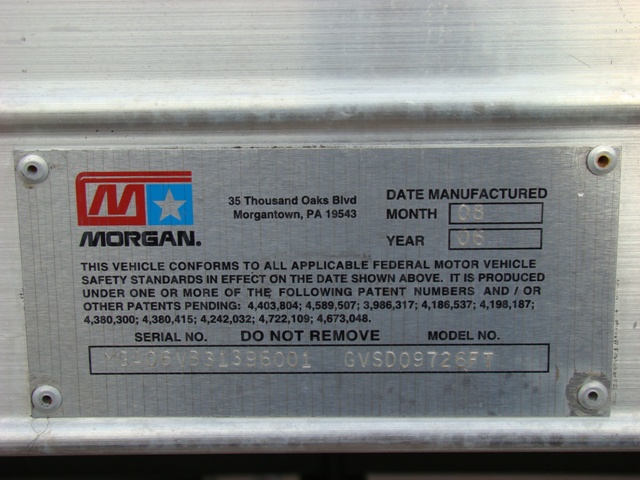 M
MORGAN.
35 Thousand Oaks Blvd
Morgantown, PA 19543
DATE MANUFACTURED
MONTH 08
YEAR 06
THIS VEHICLE CONFORMS TO ALL APPLICABLE FEDERAL MOTOR VEHICLE
SAFETY STANDARDS IN EFFECT ON THE DATE SHOWN ABOVE. IT IS PRODUCED
UNDER ONE OR MORE OF THE FOLLOWING PATENT NUMBERS AND / OR
OTHER PATENTS PENDING: 4,403,804; 4,589,507; 3,986,317; 4,186,537; 4,198,187;
4,380,300; 4,380,415; 4,242,032; 4,722,109; 4,673,048.
SERIAL NO. DO NOT REMOVE MODEL NO.
GVSD09726FT